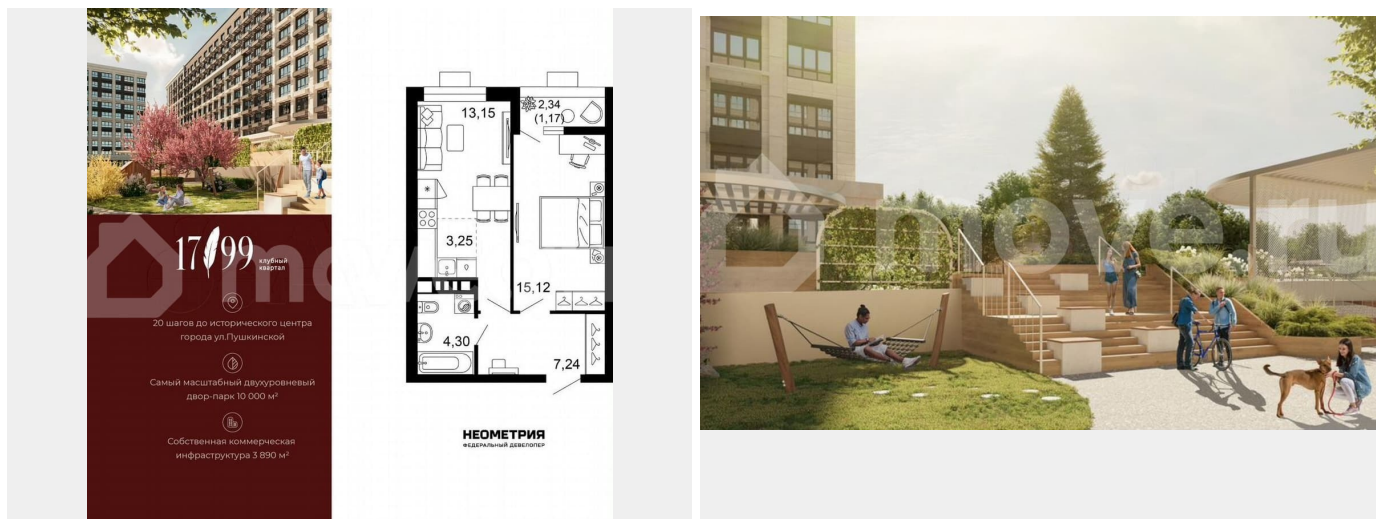 17 99 клубный
квартал
20 шагов до исторического центра
города ул.Пушкинской
Самый масштабный двухуровневый
двор-парк 10 000 м²
Собственная коммерческая
инфраструктура 3 890 м²
13,15
2,34
(1,17)
3,25
15,12
4,30
7,24
НЕОМЕТРИЯ
ФЕДЕРАЛЬНЫЙ ДЕВЕЛОПЕР
move.ru